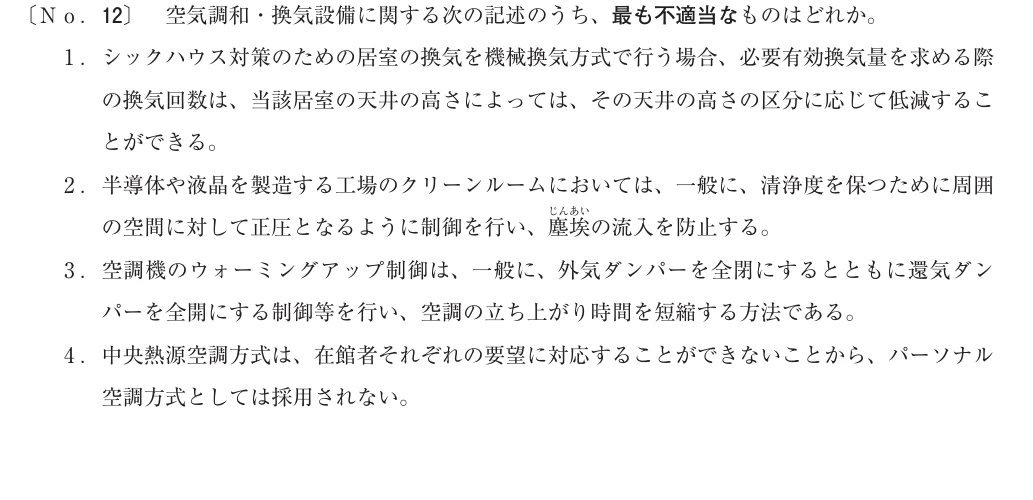 〔Ｎｏ．12〕　空気調和・換気設備に関する次の記述のうち、最も不適当なものはどれか。
１．シックハウス対策のための居室の換気を機械換気方式で行う場合、必要有効換気量を求める際
の換気回数は、当該居室の天井の高さによっては、その天井の高さの区分に応じて低減するこ
とができる。
２．半導体や液晶を製造する工場のクリーンルームにおいては、一般に、清浄度を保つために周囲
の空間に対して正圧となるように制御を行い、塵埃の流入を防止する。
じんあい
３．空調機のウォーミングアップ制御は、一般に、外気ダンパーを全閉にするとともに還気ダン
パーを全開にする制御等を行い、空調の立ち上がり時間を短縮する方法である。
４．中央熱源空調方式は、在館者それぞれの要望に対応することができないことから、パーソナル
空調方式としては採用されない。